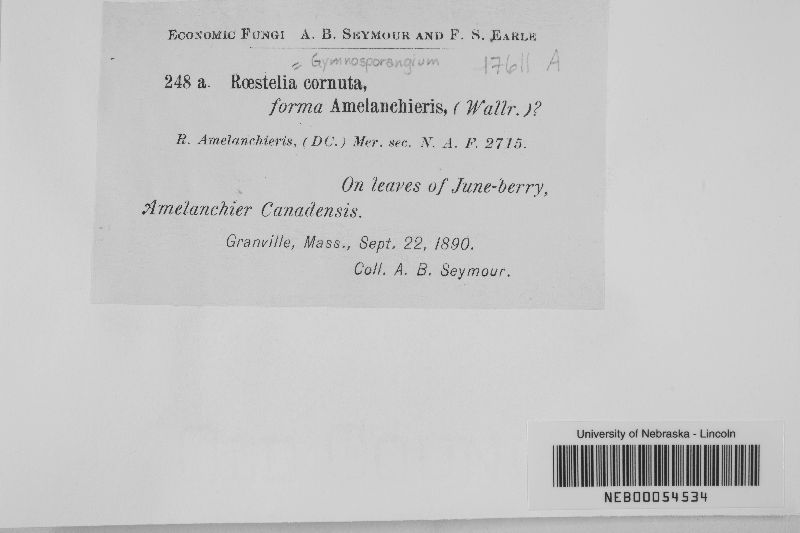 Economic Fungi A. B. Seymour and F. S. Earle
= Gymnosporangium 17611 A
248 a. Rœstelia cornuta,
forma Amelanchieris, (Wallr.)?
R. Amelanchieris, (DC.) Mer. sec. N. A. F. 2715.
On leaves of June-berry,
Amelanchier Canadensis.
Granville, Mass., Sept. 22, 1890.
Coll. A. B. Seymour.
University of Nebraska - Lincoln
NEB00054534